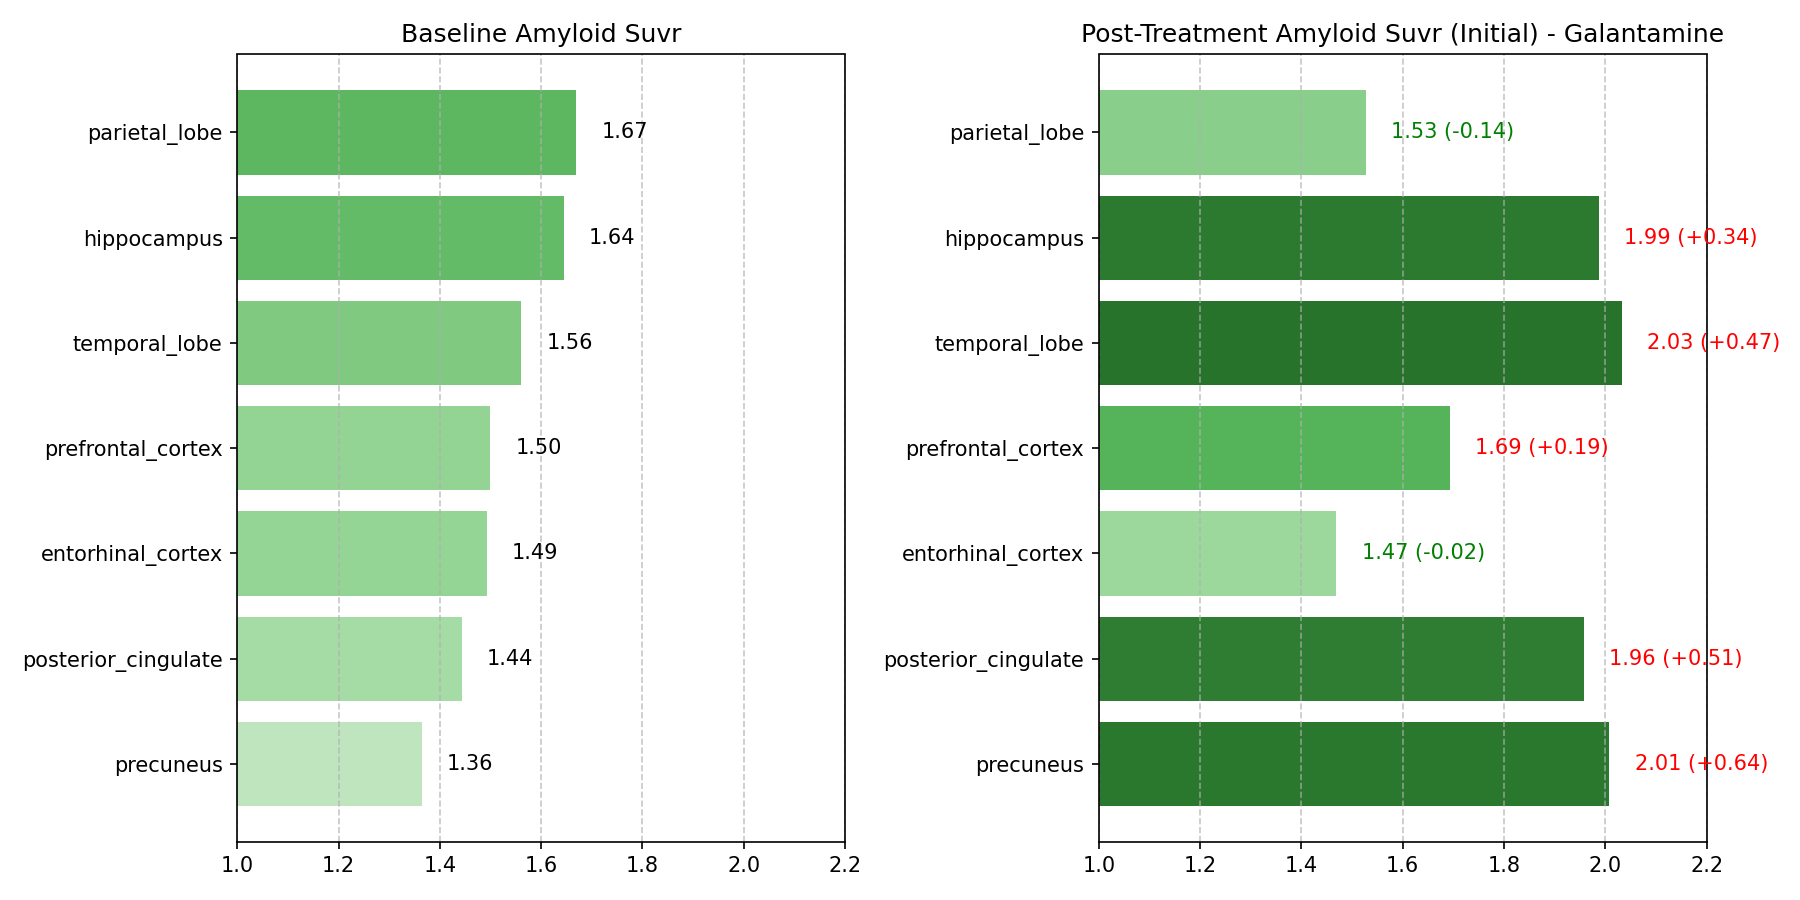 Baseline Amyloid Suvr
parietal_lobe
1.67
hippocampus
1.64
temporal_lobe
1.56
prefrontal_cortex
1.50
entorhinal_cortex
1.49
posterior_cingulate
1.44
precuneus
1.36
1.0 1.2 1.4 1.6 1.8 2.0 2.2
Post-Treatment Amyloid Suvr (Initial) - Galantamine
parietal_lobe
1.53 (-0.14)
hippocampus
1.99 (+0.34)
temporal_lobe
2.03 (+0.47)
prefrontal_cortex
1.69 (+0.19)
entorhinal_cortex
1.47 (-0.02)
posterior_cingulate
1.96 (+0.51)
precuneus
2.01 (+0.64)
1.0 1.2 1.4 1.6 1.8 2.0 2.2